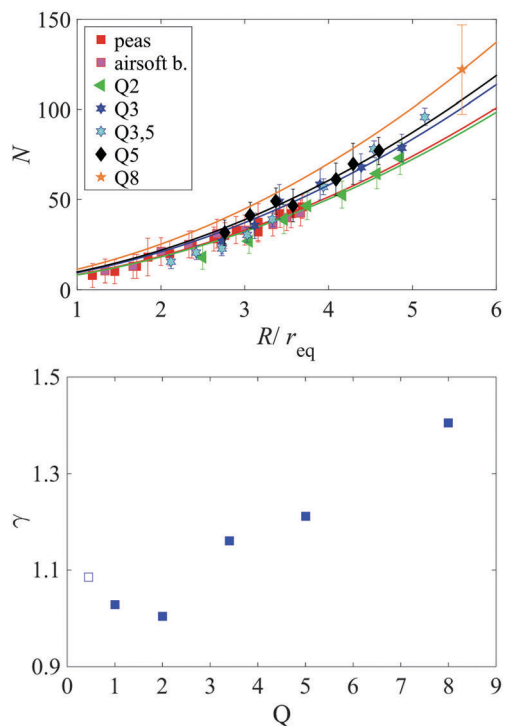 150
100
50
0
N
peas
airsoft b.
Q2
Q3
Q3,5
Q5
Q8
1 2 3 4 5 6
R/ r_eq
1.5
1.3
1.1
0.9
γ
0 1 2 3 4 5 6 7 8 9
Q